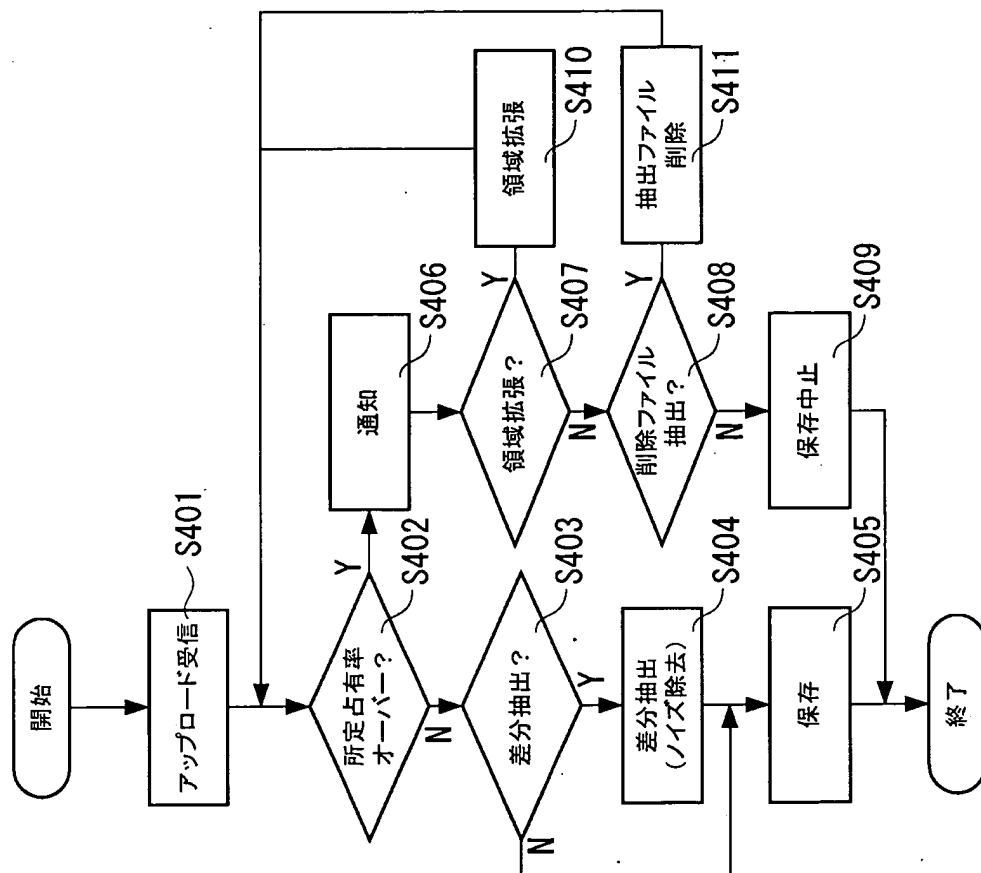 開始
アップロード受信
S401
所定占有率
オーバー？
S402
Y
N
差分抽出？
S403
Y
N
差分抽出
(ノイズ除去)
S404
保存
S405
終了
通知
S406
領域拡張？
S407
Y
N
削除ファイル
抽出？
S408
Y
N
保存中止
S409
領域拡張
S410
抽出ファイル
削除
S411